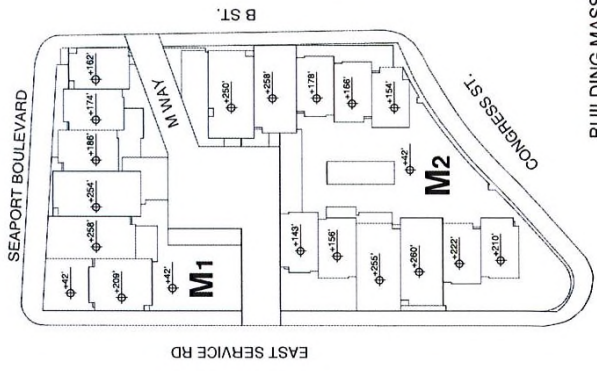 B ST.
SEAPORT BOULEVARD
+162'
+174'
+186'
+254'
+258'
+42'
+209'
+42'
M1
M WAY
+250'
+258'
+178'
+166'
+154'
+42'
M2
+143'
+156'
+255'
+260'
+222'
+210'
CONGRESS ST.
EAST SERVICE RD
BUILDING MASS